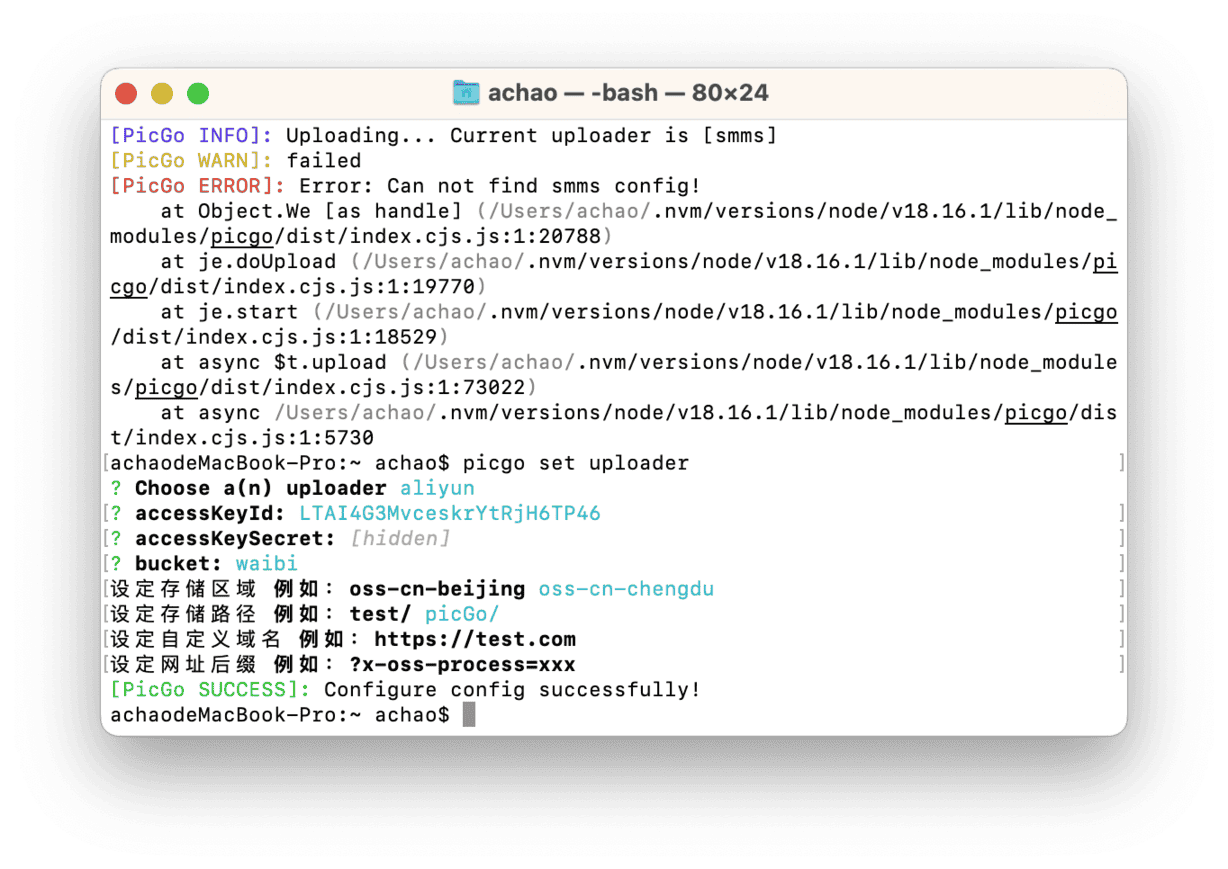 achao — -bash — 80×24
[PicGo INFO]: Uploading... Current uploader is [smms]
[PicGo WARN]: failed
[PicGo ERROR]: Error: Can not find smms config!
    at Object.We [as handle] (/Users/achao/.nvm/versions/node/v18.16.1/lib/node_
modules/picgo/dist/index.cjs.js:1:20788)
    at je.doUpload (/Users/achao/.nvm/versions/node/v18.16.1/lib/node_modules/pi
cgo/dist/index.cjs.js:1:19770)
    at je.start (/Users/achao/.nvm/versions/node/v18.16.1/lib/node_modules/picgo
/dist/index.cjs.js:1:18529)
    at async $t.upload (/Users/achao/.nvm/versions/node/v18.16.1/lib/node_module
s/picgo/dist/index.cjs.js:1:73022)
    at async /Users/achao/.nvm/versions/node/v18.16.1/lib/node_modules/picgo/dis
t/index.cjs.js:1:5730
[achaodeMacBook-Pro:~ achao$ picgo set uploader ]
? Choose a(n) uploader aliyun
[? accessKeyId: LTAI4G3MvceskrYtRjH6TP46 ]
[? accessKeySecret: [hidden] ]
[? bucket: waibi ]
[设定存储区域 例如： oss-cn-beijing oss-cn-chengdu ]
[设定存储路径 例如： test/ picGo/ ]
[设定自定义域名 例如： https://test.com ]
[设定网址后缀 例如： ?x-oss-process=xxx ]
[PicGo SUCCESS]: Configure config successfully!
achaodeMacBook-Pro:~ achao$